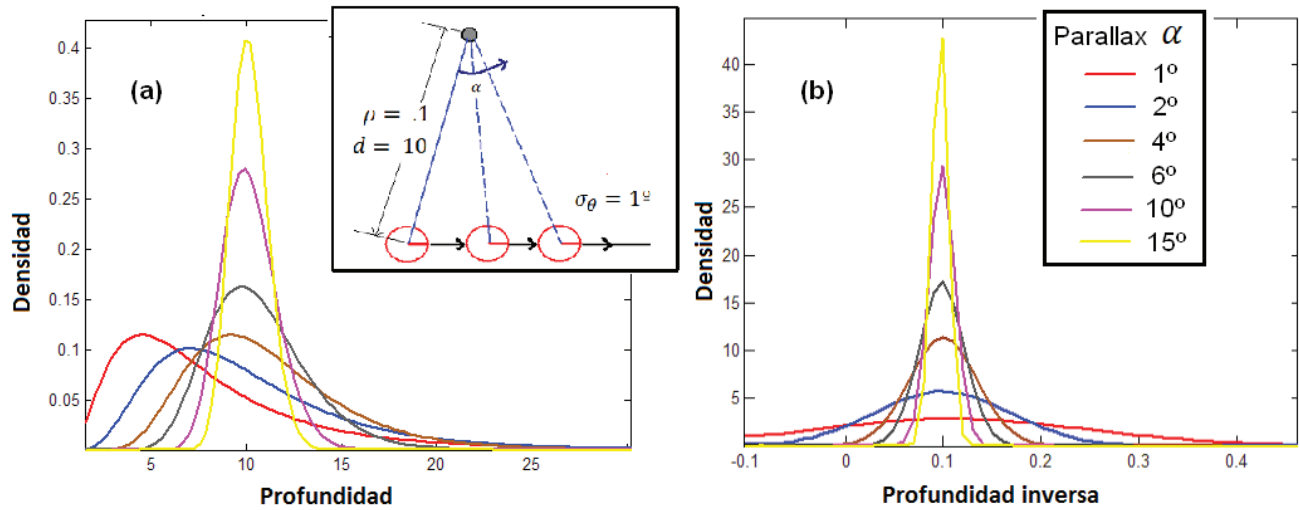 0.4
0.35
0.3
0.25
0.2
0.15
0.1
0.05
5
10
15
20
25
Densidad
Profundidad
(a)
ρ = .1
d = 10
α
σθ = 1º
40
35
30
25
20
15
10
5
-0.1
0
0.1
0.2
0.3
0.4
Densidad
Profundidad inversa
(b)
Parallax α
1º
2º
4º
6º
10º
15º